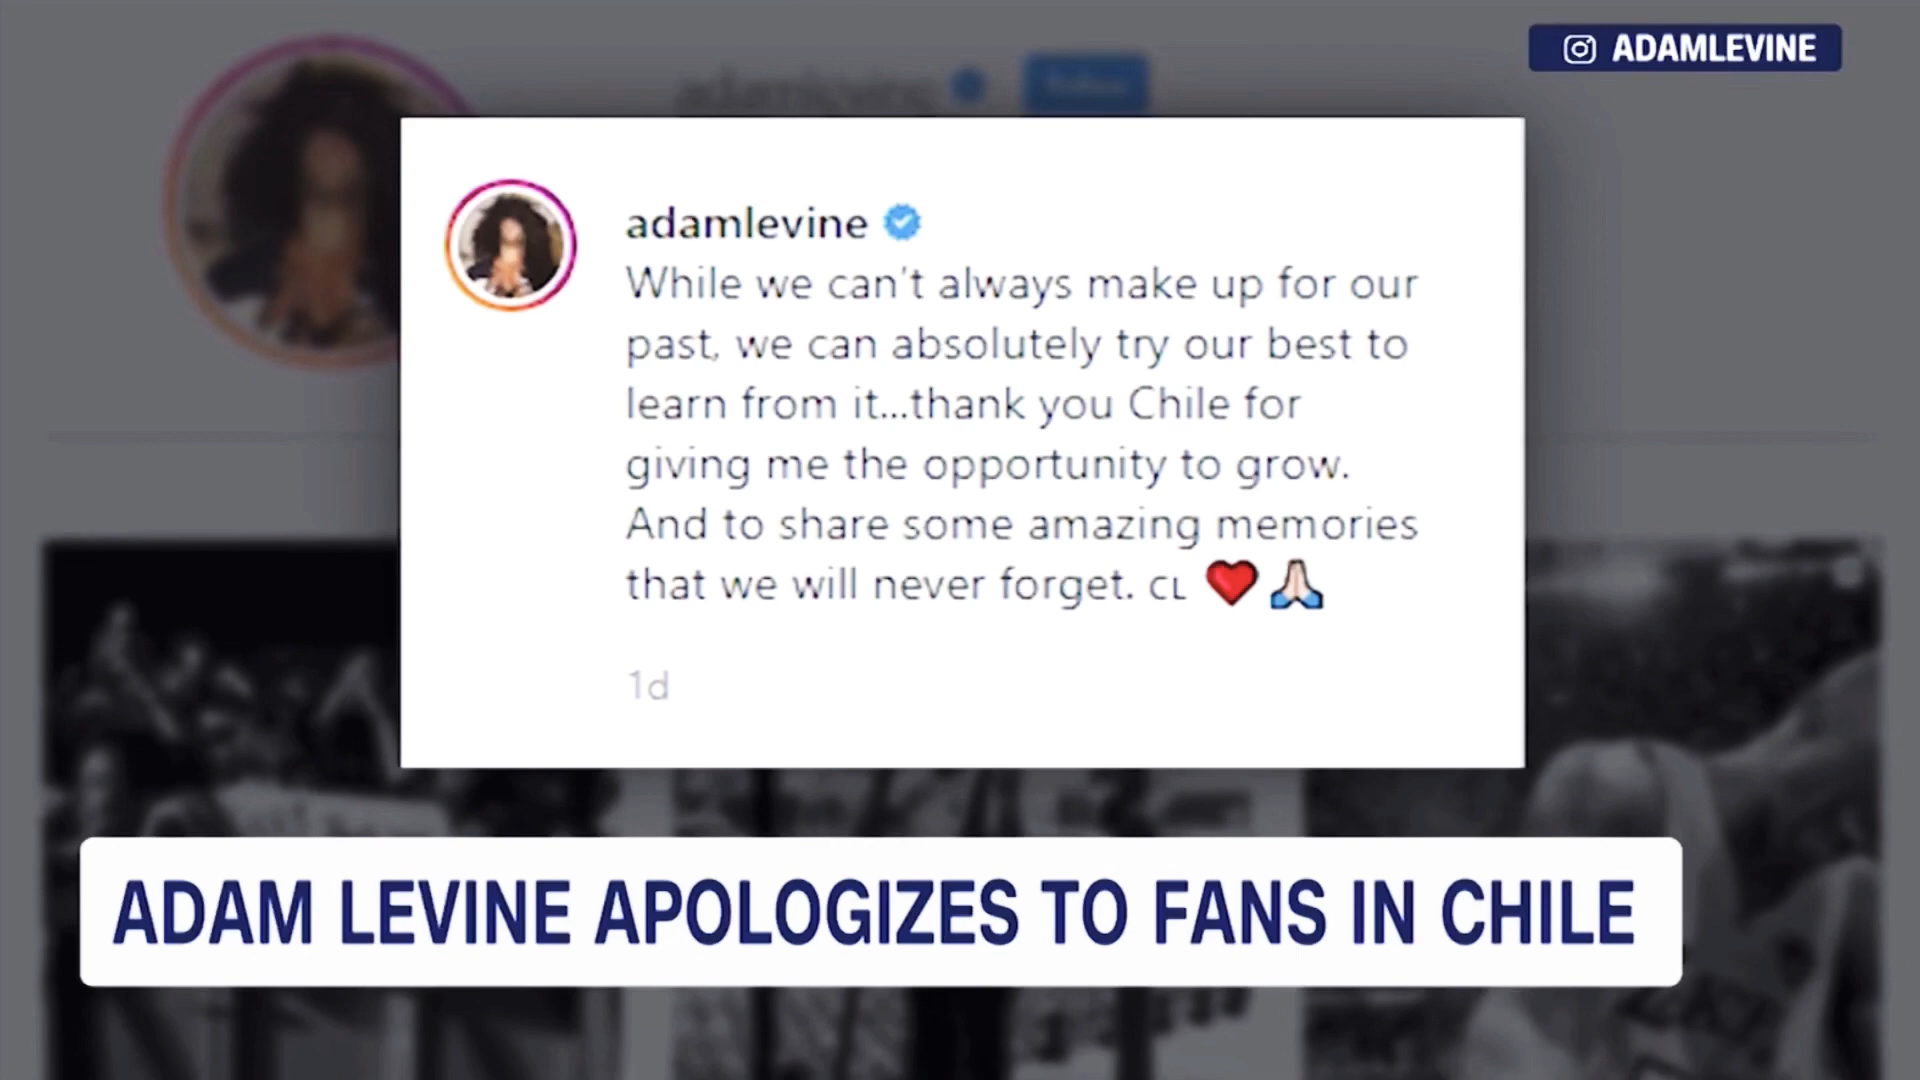 ADAMLEVINE
adamlevine
While we can't always make up for our
past, we can absolutely try our best to
learn from it...thank you Chile for
giving me the opportunity to grow.
And to share some amazing memories
that we will never forget. CL ❤️🙏🏻
1d
ADAM LEVINE APOLOGIZES TO FANS IN CHILE